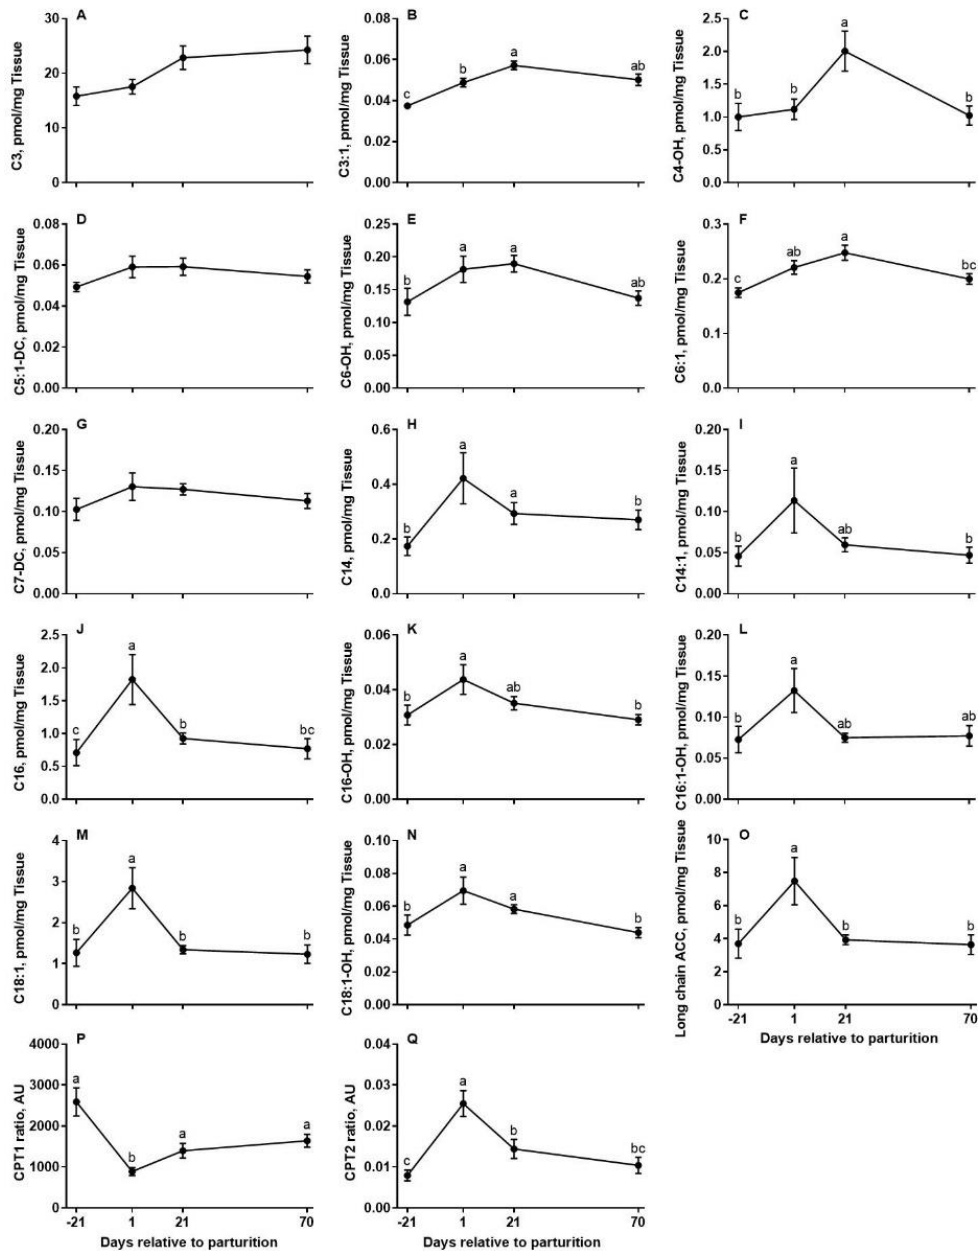 A
C3, pmol/mg Tissue
30
20
10
0
B
C3:1, pmol/mg Tissue
0.08
0.06
0.04
0.02
0.00
c
b
a
ab
C
C4-OH, pmol/mg Tissue
2.5
2.0
1.5
1.0
0.5
0.0
b
b
a
b
D
C5:1-DC, pmol/mg Tissue
0.08
0.06
0.04
0.02
0.00
E
C6-OH, pmol/mg Tissue
0.25
0.20
0.15
0.10
0.05
0.00
b
a
a
ab
F
C6:1, pmol/mg Tissue
0.3
0.2
0.1
0.0
c
ab
a
bc
G
C7-DC, pmol/mg Tissue
0.20
0.15
0.10
0.05
0.00
H
C14, pmol/mg Tissue
0.6
0.4
0.2
0.0
b
a
a
b
I
C14:1, pmol/mg Tissue
0.20
0.15
0.10
0.05
0.00
b
a
ab
b
J
C16, pmol/mg Tissue
2.5
2.0
1.5
1.0
0.5
0.0
c
a
b
bc
K
C16-OH, pmol/mg Tissue
0.06
0.04
0.02
0.00
b
a
ab
b
L
C16:1-OH, pmol/mg Tissue
0.20
0.15
0.10
0.05
0.00
b
a
ab
ab
M
C18:1, pmol/mg Tissue
4
3
2
1
0
b
a
b
b
N
C18:1-OH, pmol/mg Tissue
0.10
0.08
0.06
0.04
0.02
0.00
b
a
a
b
O
Long chain ACC, pmol/mg Tissue
10
8
6
4
2
0
b
a
b
b
-21 1 21 70
Days relative to parturition
P
CPT1 ratio, AU
4000
3000
2000
1000
0
a
b
a
a
-21 1 21 70
Days relative to parturition
Q
CPT2 ratio, AU
0.04
0.03
0.02
0.01
0.00
c
a
b
bc
-21 1 21 70
Days relative to parturition